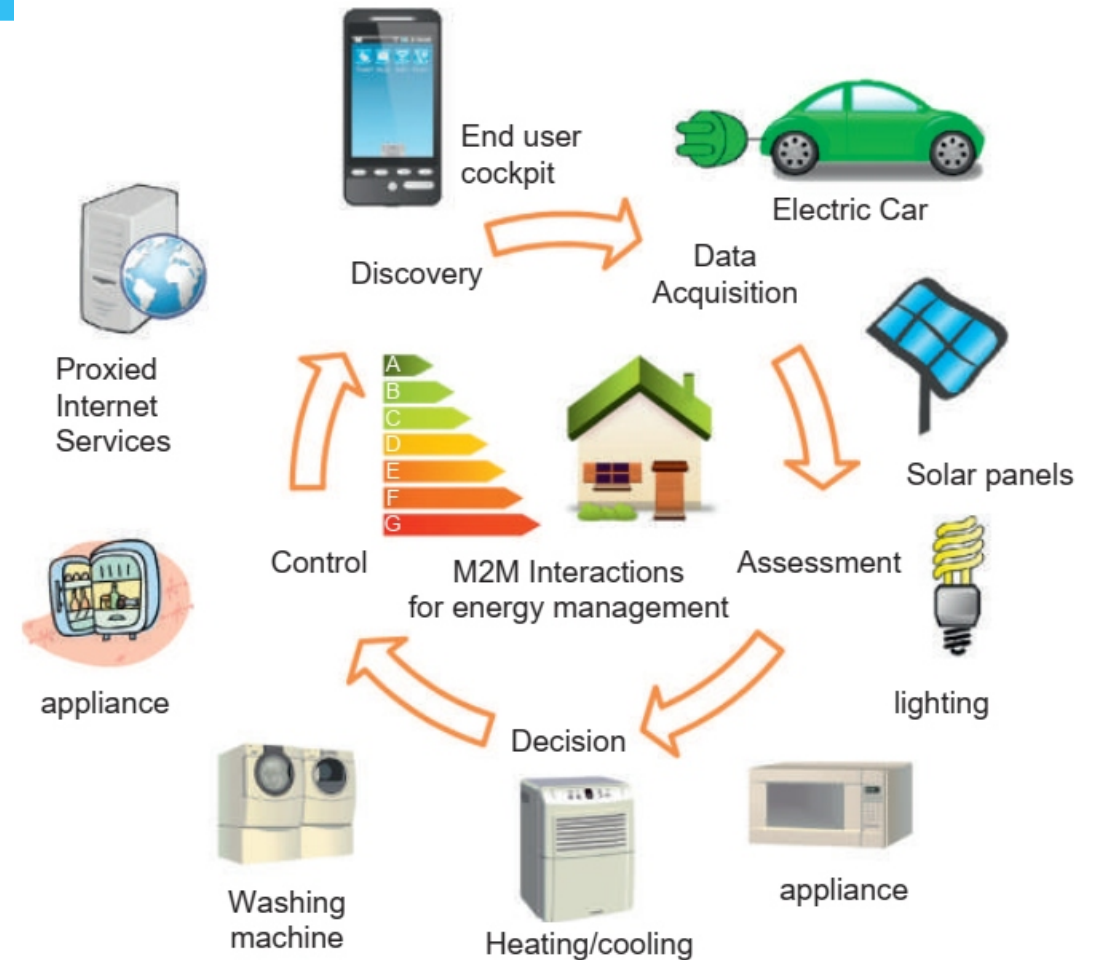 End user
cockpit
Electric Car
Discovery
Data
Acquisition
Proxied
Internet
Services
A
B
C
D
E
F
G
Solar panels
Control
M2M Interactions
for energy management
Assessment
appliance
lighting
Decision
Washing
machine
Heating/cooling
appliance